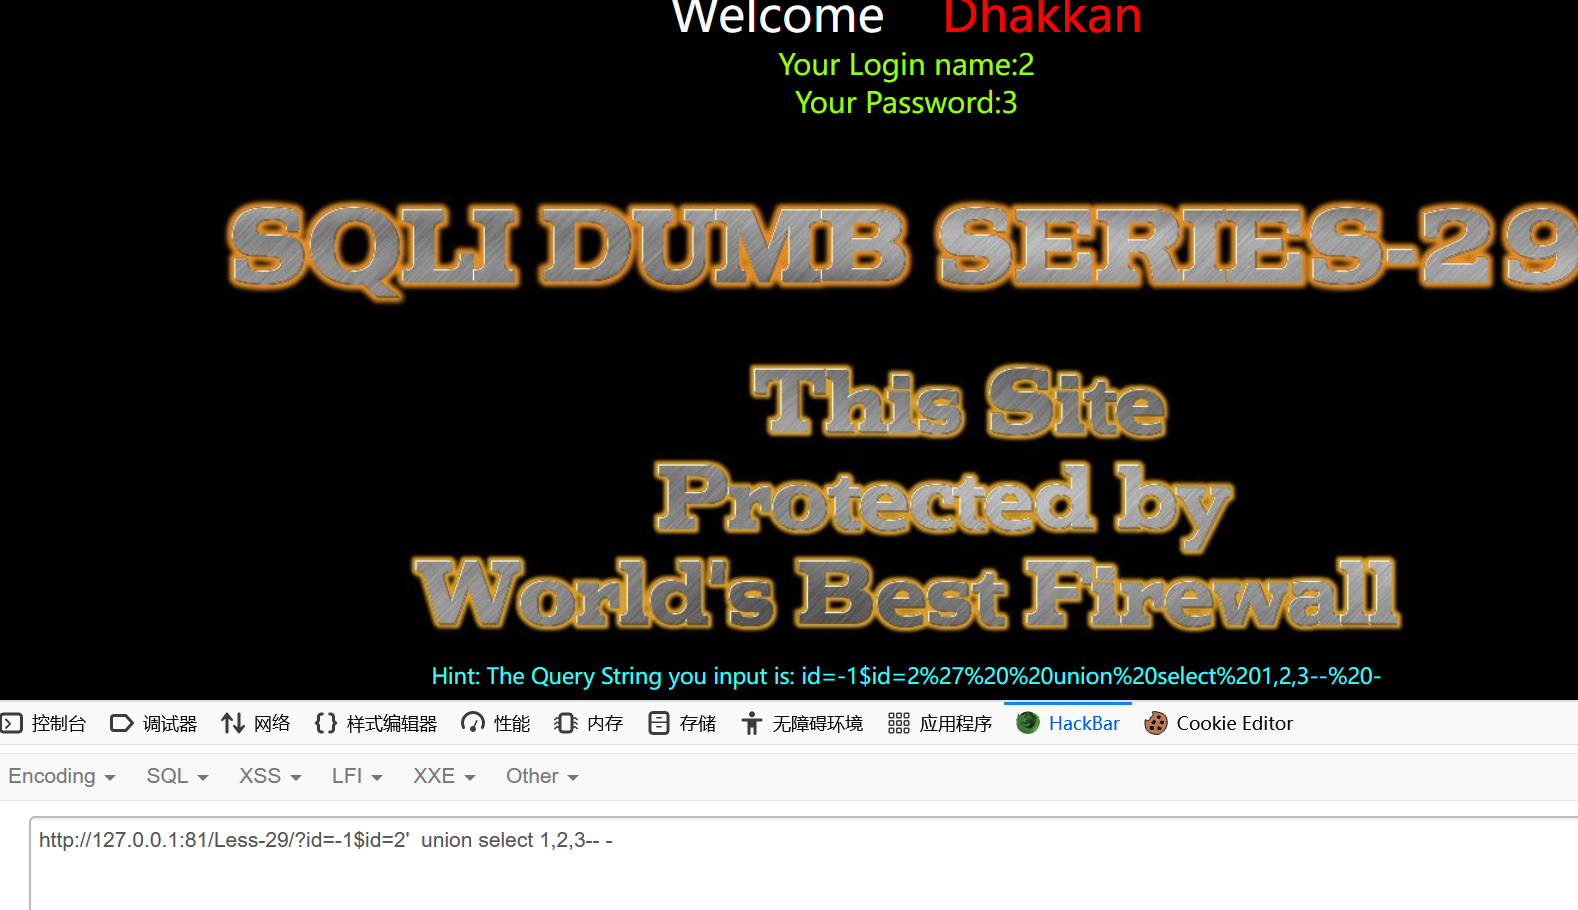 Welcome Dhakkan
Your Login name:2
Your Password:3
SQLI DUMB SERIES-29
This Site
Protected by
World's Best Firewall
Hint: The Query String you input is: id=-1$id=2%27%20%20union%20select%201,2,3--%20-
控制台 调试器 网络 样式编辑器 性能 内存 存储 无障碍环境 应用程序 HackBar Cookie Editor
Encoding SQL XSS LFI XXE Other
http://127.0.0.1:81/Less-29/?id=-1$id=2'  union select 1,2,3-- -